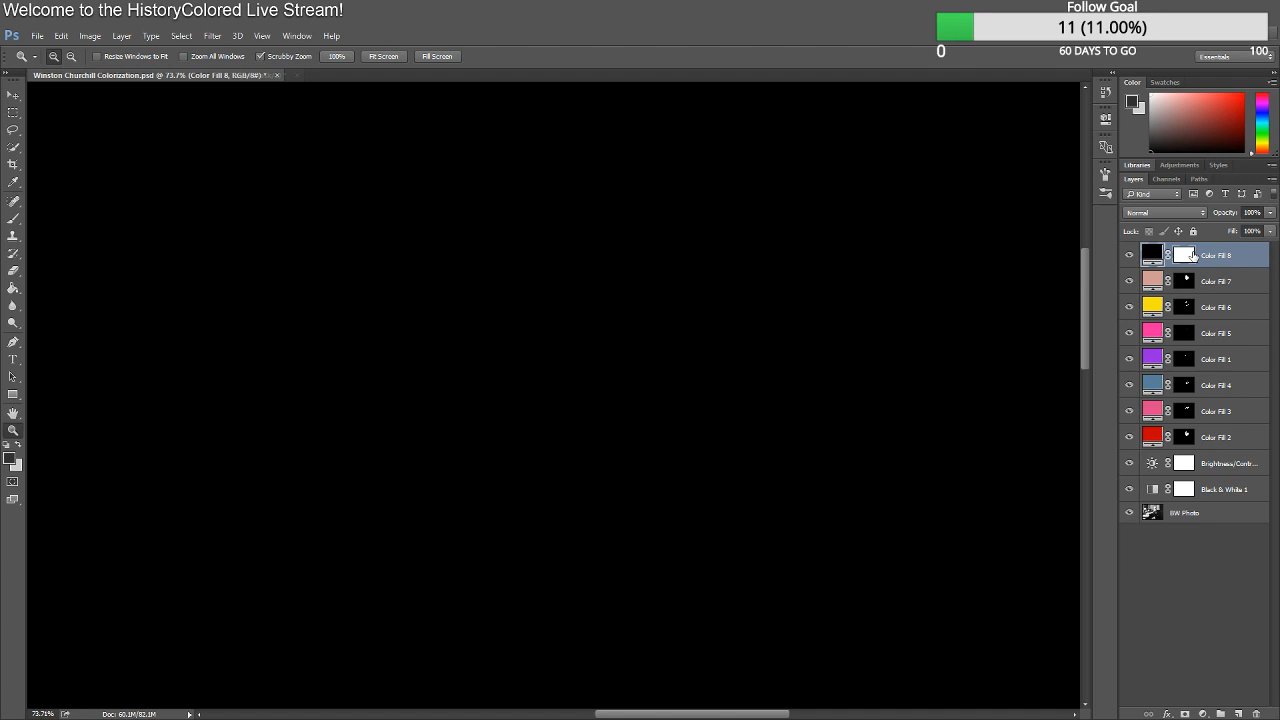 Welcome to the HistoryColored Live Stream!
Follow Goal
11 (11.00%)
0
60 DAYS TO GO
100
Ps
File Edit Image Layer Type Select Filter 3D View Window Help
Resize Windows to Fit
Zoom All Windows
Scrubby Zoom
100%
Fit Screen
Fill Screen
Essentials
Winston Churchill Colorization.psd @ 73.7% (Color Fill 8, RGB/8#) *
Color Swatches
Libraries Adjustments Styles
Layers Channels Paths
Kind
Normal
Opacity: 100%
Lock:
Fill: 100%
Color Fill 8
Color Fill 7
Color Fill 6
Color Fill 5
Color Fill 1
Color Fill 4
Color Fill 3
Color Fill 2
Brightness/Contr...
Black & White 1
BW Photo
73.71%
Doc: 60.1M/82.1M